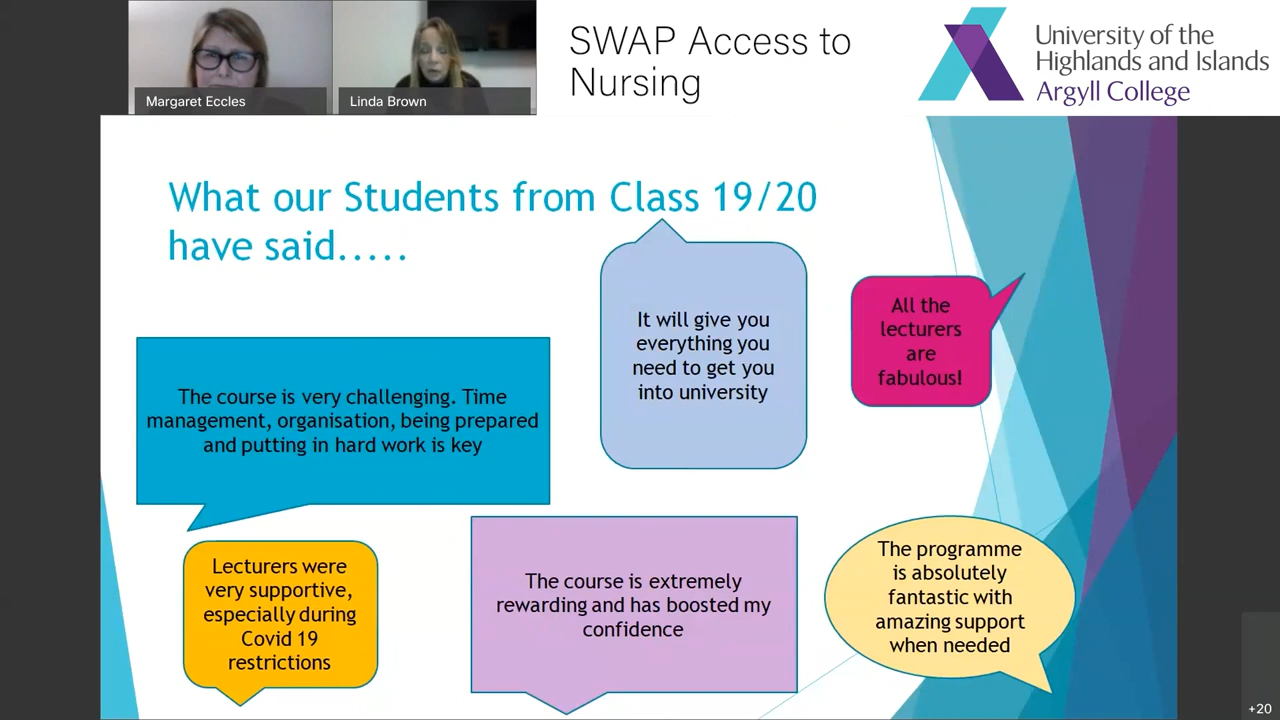 Margaret Eccles
Linda Brown
SWAP Access to
Nursing
University of the
Highlands and Islands
Argyll College
What our Students from Class 19/20
have said.....
It will give you
everything you
need to get you
into university
All the
lecturers
are
fabulous!
The course is very challenging. Time
management, organisation, being prepared
and putting in hard work is key
Lecturers were
very supportive,
especially during
Covid 19
restrictions
The course is extremely
rewarding and has boosted my
confidence
The programme
is absolutely
fantastic with
amazing support
when needed
+20